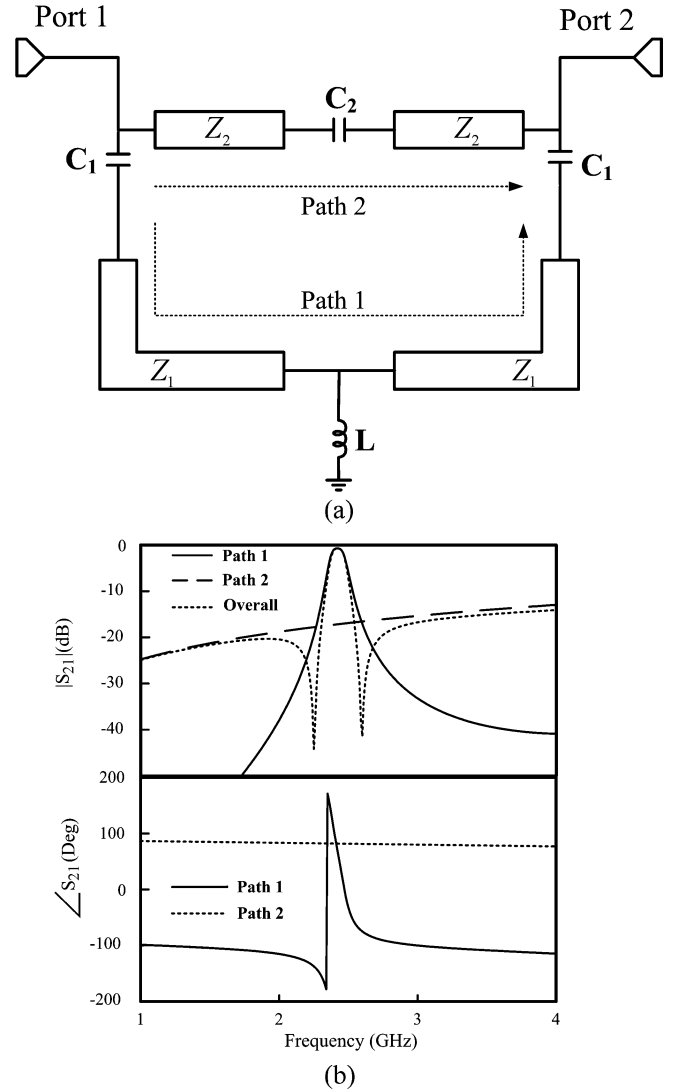 Port 1
Port 2
C₂
Z₂
Z₂
C₁
C₁
Path 2
Path 1
Z₁
Z₁
L
(a)
0
-10
-20
-30
-40
|S₂₁|(dB)
Path 1
Path 2
Overall
200
100
0
-100
-200
∠S₂₁(Deg)
Path 1
Path 2
1
2
3
4
Frequency (GHz)
(b)